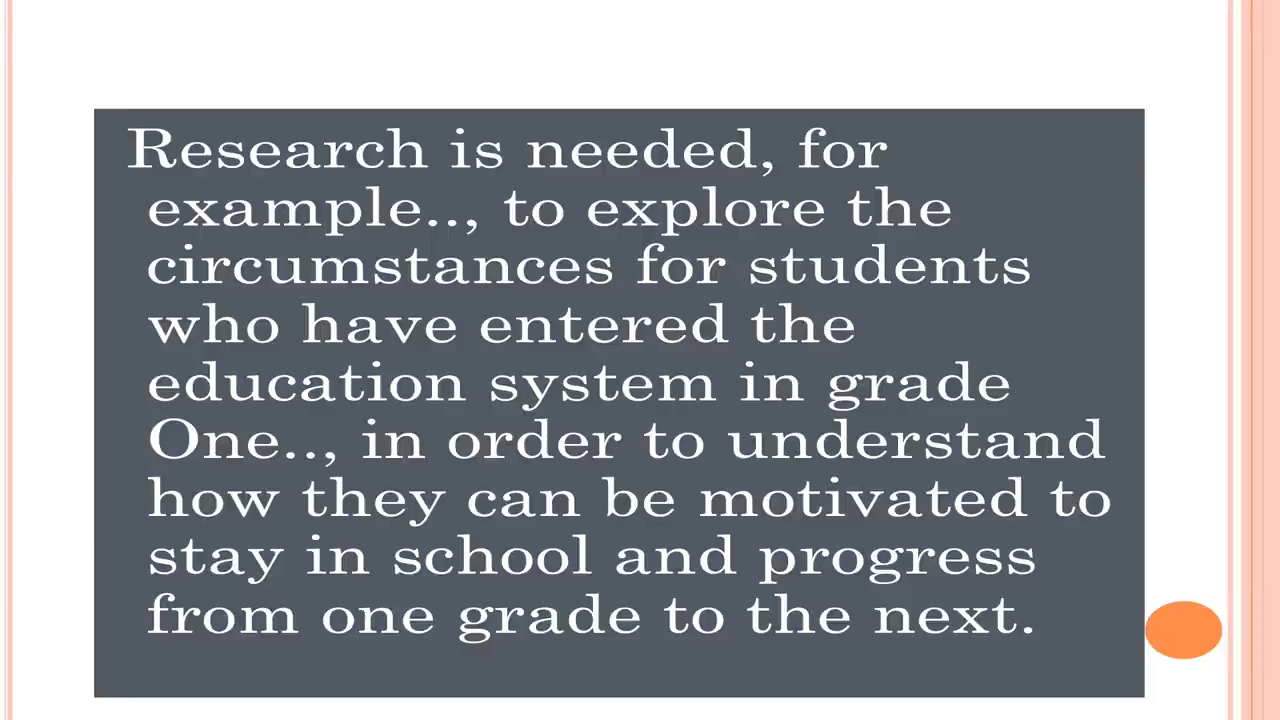 Research is needed, for
example.., to explore the
circumstances for students
who have entered the
education system in grade
One.., in order to understand
how they can be motivated to
stay in school and progress
from one grade to the next.